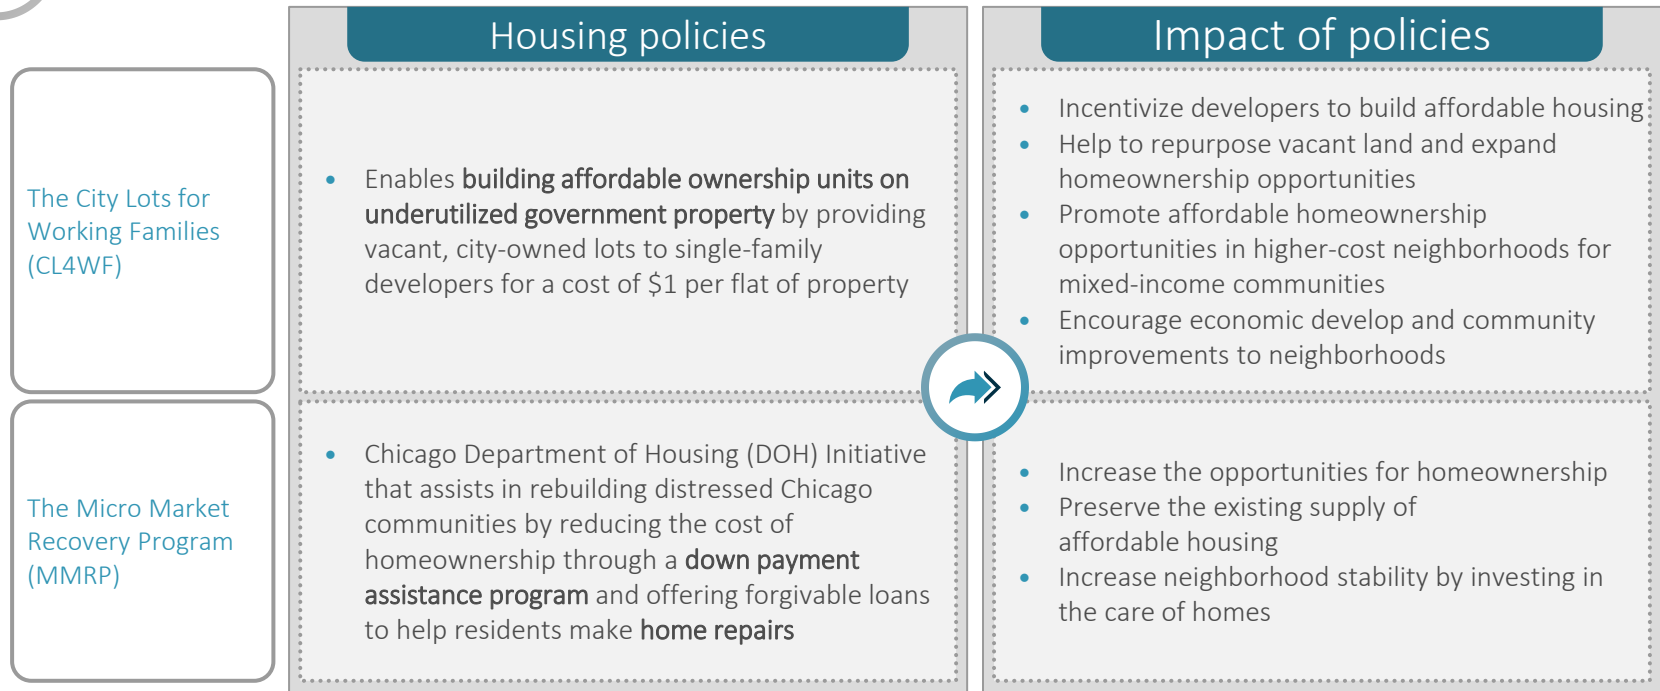 Housing policies
Impact of policies
The City Lots for
Working Families
(CL4WF)
• Enables building affordable ownership units on
underutilized government property by providing
vacant, city-owned lots to single-family
developers for a cost of $1 per flat of property
• Incentivize developers to build affordable housing
• Help to repurpose vacant land and expand
homeownership opportunities
• Promote affordable homeownership
opportunities in higher-cost neighborhoods for
mixed-income communities
• Encourage economic develop and community
improvements to neighborhoods
The Micro Market
Recovery Program
(MMRP)
• Chicago Department of Housing (DOH) Initiative
that assists in rebuilding distressed Chicago
communities by reducing the cost of
homeownership through a down payment
assistance program and offering forgivable loans
to help residents make home repairs
• Increase the opportunities for homeownership
• Preserve the existing supply of
affordable housing
• Increase neighborhood stability by investing in
the care of homes